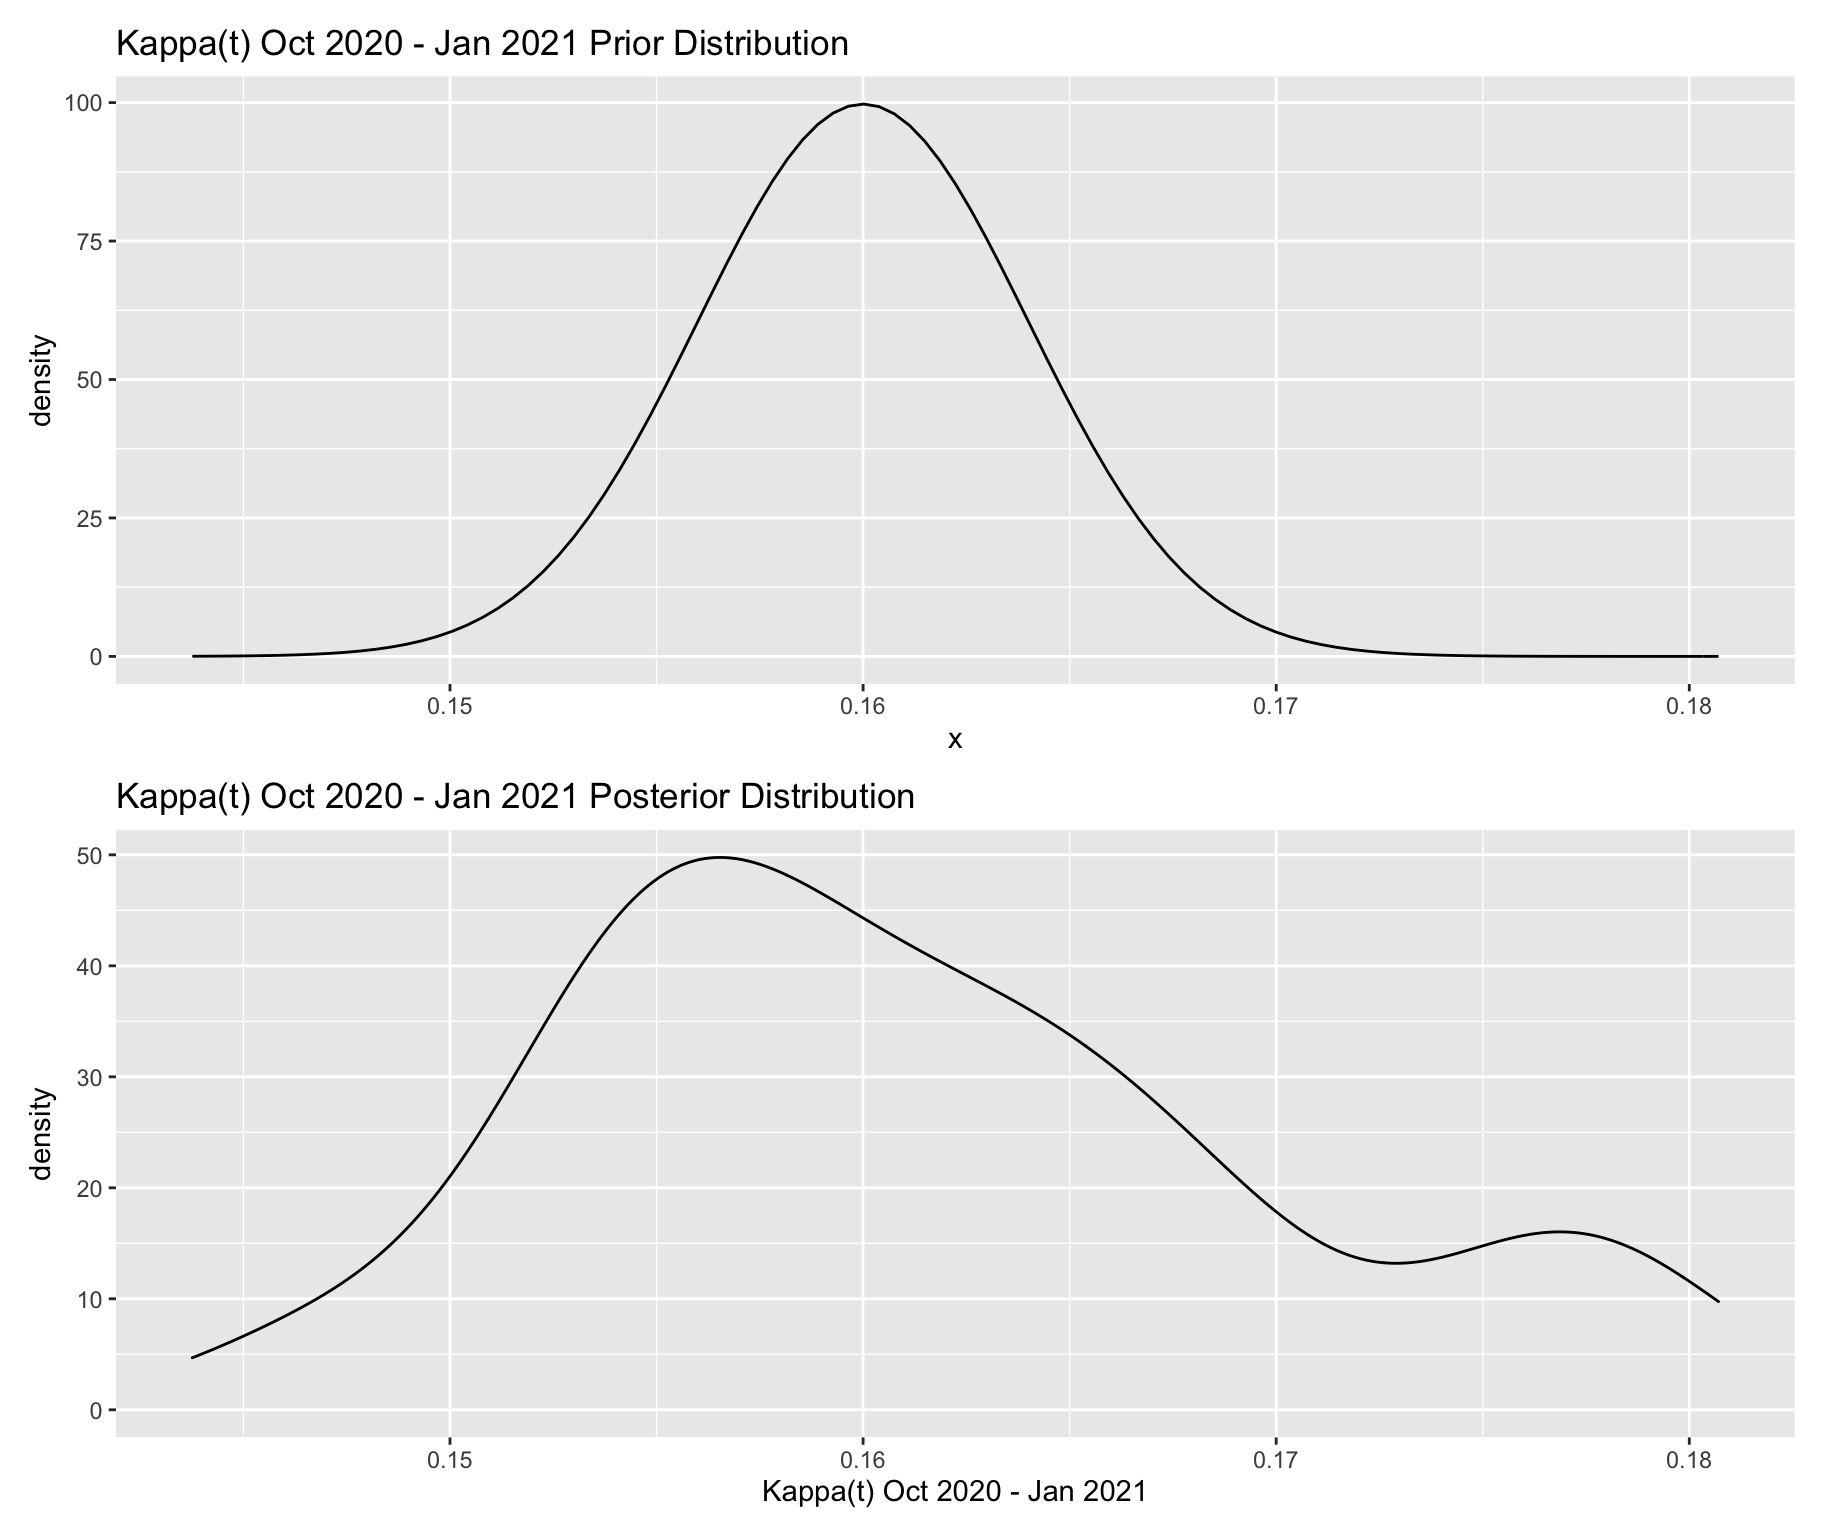 Kappa(t) Oct 2020 - Jan 2021 Prior Distribution
100
75
50
25
0
density
0.15 0.16 0.17 0.18
x
Kappa(t) Oct 2020 - Jan 2021 Posterior Distribution
50
40
30
20
10
0
density
0.15 0.16 0.17 0.18
Kappa(t) Oct 2020 - Jan 2021